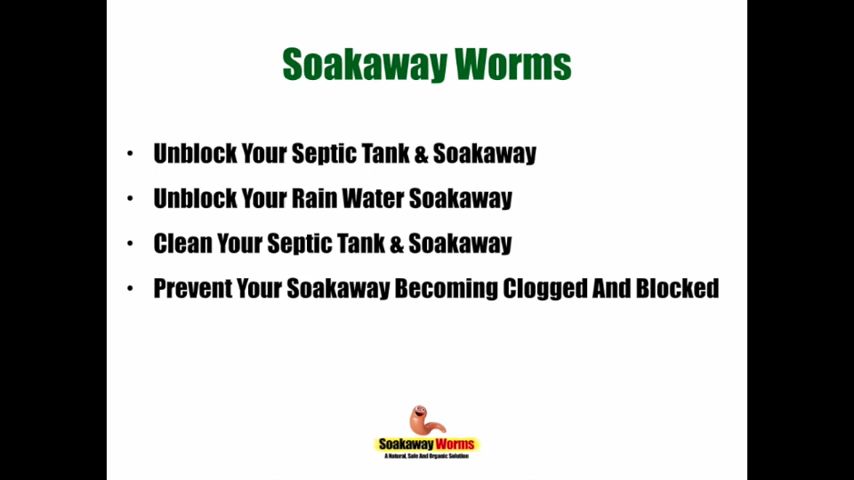 Soakaway Worms
• Unblock Your Septic Tank & Soakaway
• Unblock Your Rain Water Soakaway
• Clean Your Septic Tank & Soakaway
• Prevent Your Soakaway Becoming Clogged And Blocked
Soakaway Worms
A Natural, Safe And Organic Solution